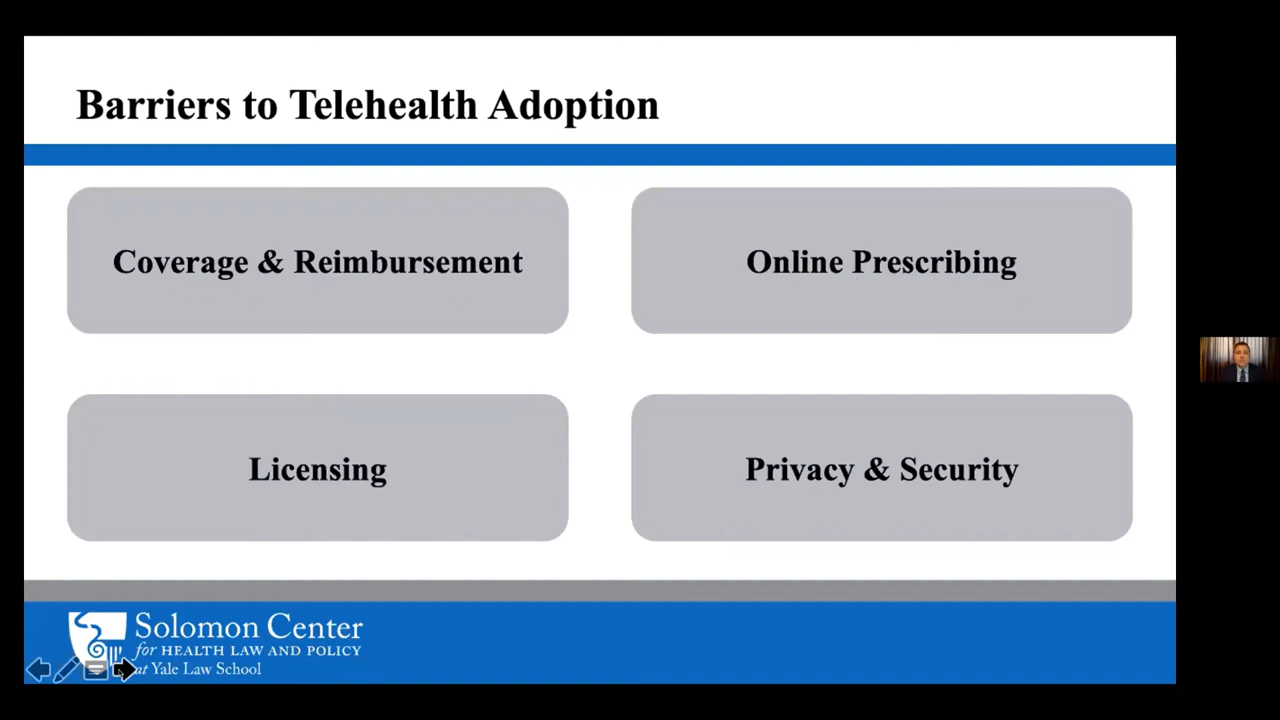 Barriers to Telehealth Adoption
Coverage & Reimbursement
Online Prescribing
Licensing
Privacy & Security
Solomon Center
for HEALTH LAW AND POLICY
at Yale Law School